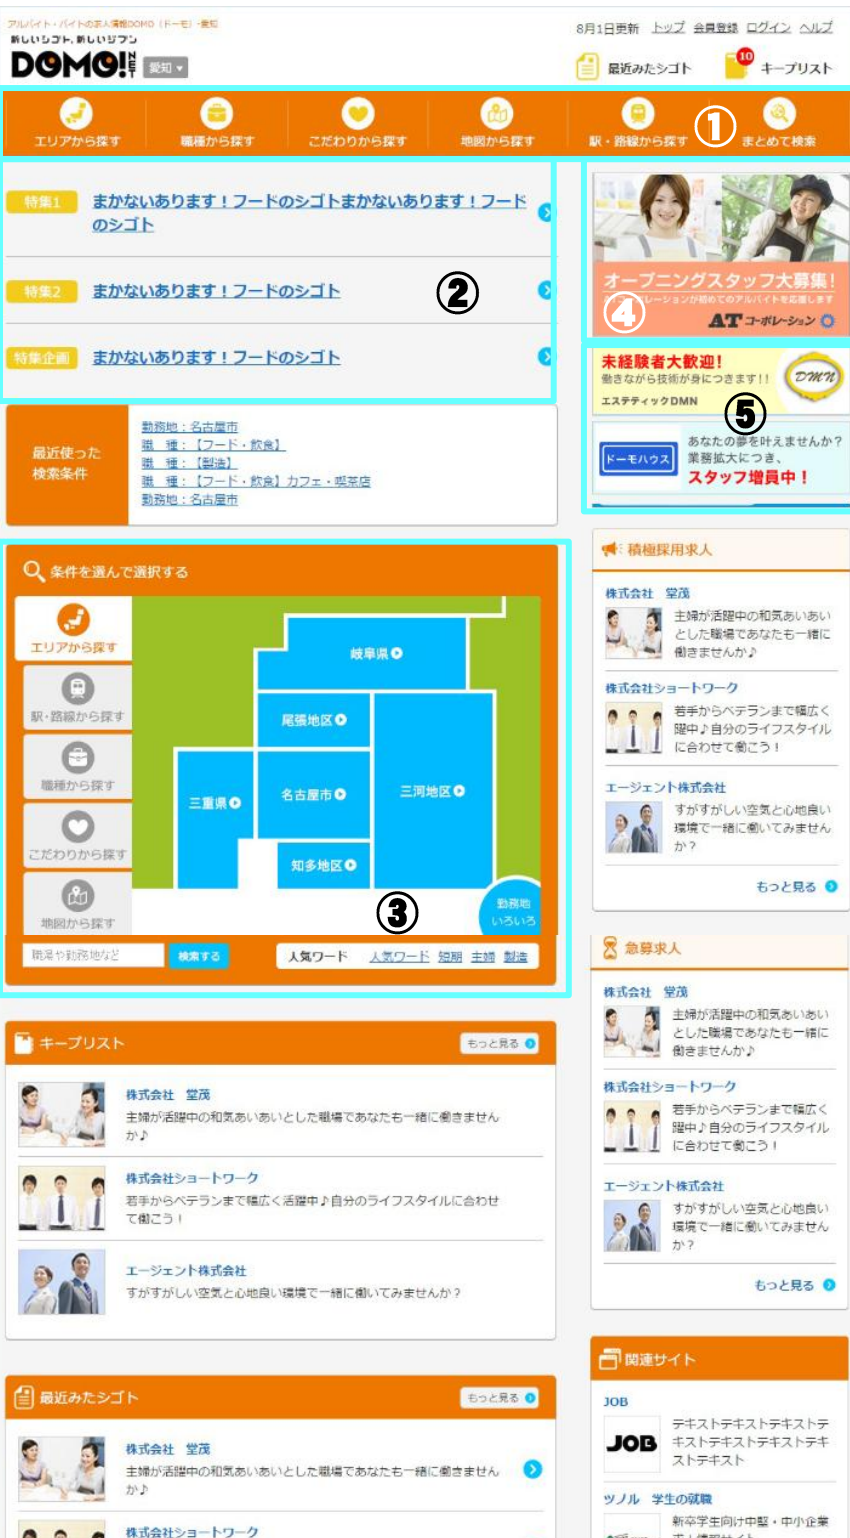 アルバイト・バイトの求人情報DOMO（ドーモ）-愛知
新しいシゴト、新しいジブン
DOMO!NET
愛知▼
8月1日更新 トップ 会員登録 ログイン ヘルプ
最近みたシゴト
10
キープリスト
エリアから探す
職種から探す
こだわりから探す
地図から探す
駅・路線から探す
①
まとめて検索
特集1
まかないあります！フードのシゴトまかないあります！フード
のシゴト
特集2
まかないあります！フードのシゴト
②
特集企画
まかないあります！フードのシゴト
オープニングスタッフ大募集！
ATコーポレーションが初めてのアルバイトを応援します
④
AT コーポレーション
未経験者大歓迎!
働きながら技術が身につきます!!
エステティックDMN
DMN
⑤
ドーモハウス
あなたの夢を叶えませんか？
業務拡大につき、
スタッフ増員中！
最近使った
検索条件
勤務地：名古屋市
職　種：【フード・飲食】
職　種：【製造】
職　種：【フード・飲食】カフェ・喫茶店
勤務地：名古屋市
条件を選んで選択する
エリアから探す
駅・路線から探す
職種から探す
こだわりから探す
地図から探す
岐阜県
尾張地区
三重県
名古屋市
三河地区
知多地区
③
勤務地
いろいろ
職場や勤務地など
検索する
人気ワード
人気ワード 短期 主婦 製造
積極採用求人
株式会社　堂茂
主婦が活躍中の和気あいあい
とした職場であなたも一緒に
働きませんか♪
株式会社ショートワーク
若手からベテランまで幅広く
躍中♪自分のライフスタイル
に合わせて働こう！
エージェント株式会社
すがすがしい空気と心地良い
環境で一緒に働いてみません
か？
もっと見る
急募求人
株式会社　堂茂
主婦が活躍中の和気あいあい
とした職場であなたも一緒に
働きませんか♪
株式会社ショートワーク
若手からベテランまで幅広く
躍中♪自分のライフスタイル
に合わせて働こう！
エージェント株式会社
すがすがしい空気と心地良い
環境で一緒に働いてみません
か？
もっと見る
キープリスト
もっと見る
株式会社　堂茂
主婦が活躍中の和気あいあいとした職場であなたも一緒に働きません
か♪
株式会社ショートワーク
若手からベテランまで幅広く活躍中♪自分のライフスタイルに合わせ
て働こう！
エージェント株式会社
すがすがしい空気と心地良い環境で一緒に働いてみませんか？
最近みたシゴト
もっと見る
株式会社　堂茂
主婦が活躍中の和気あいあいとした職場であなたも一緒に働きません
か♪
株式会社ショートワーク
関連サイト
JOB
JOB
テキストテキストテキストテ
キストテキストテキストテキ
ストテキスト
ツノル　学生の就職
新卒学生向け中堅・中小企業